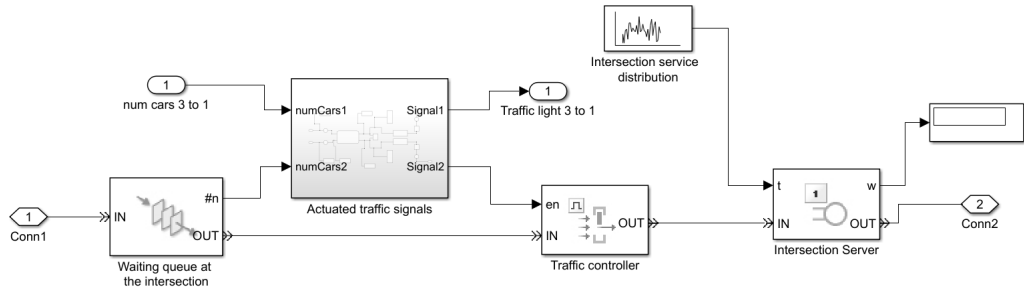 Intersection service
distribution
1
num cars 3 to 1
numCars1
Signal1
1
Traffic light 3 to 1
numCars2
Signal2
Actuated traffic signals
#n
1
IN
OUT
Conn1
Waiting queue at
the intersection
en
IN
OUT
Traffic controller
t
1
w
IN
OUT
Intersection Server
2
Conn2